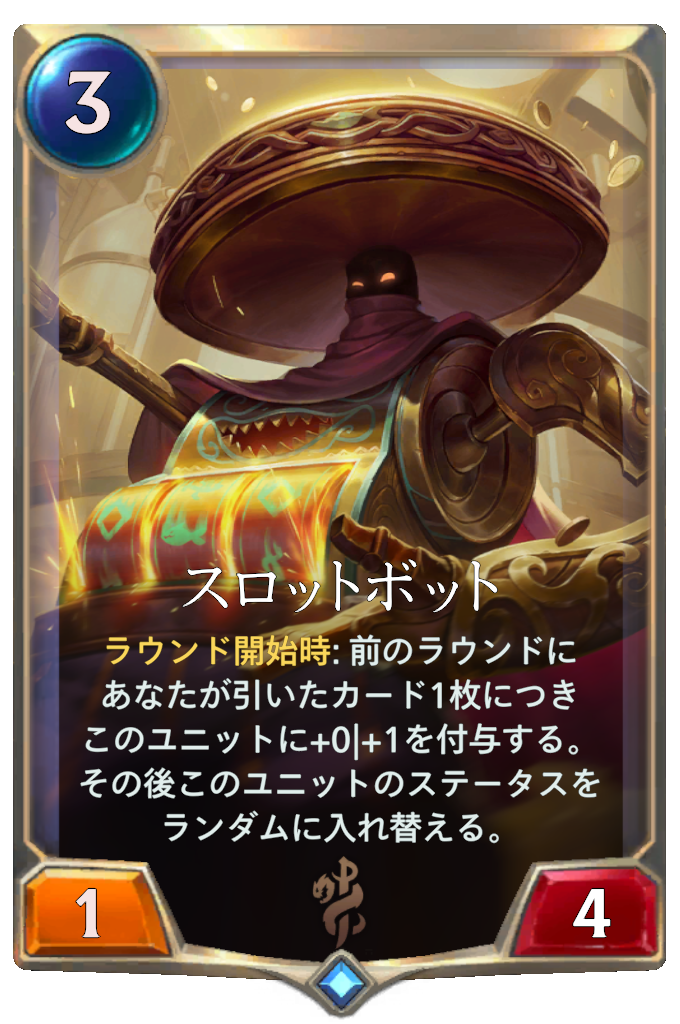 3
スロットボット
ラウンド開始時: 前のラウンドに
あなたが引いたカード1枚につき
このユニットに+0|+1を付与する。
その後このユニットのステータスを
ランダムに入れ替える。
1
4